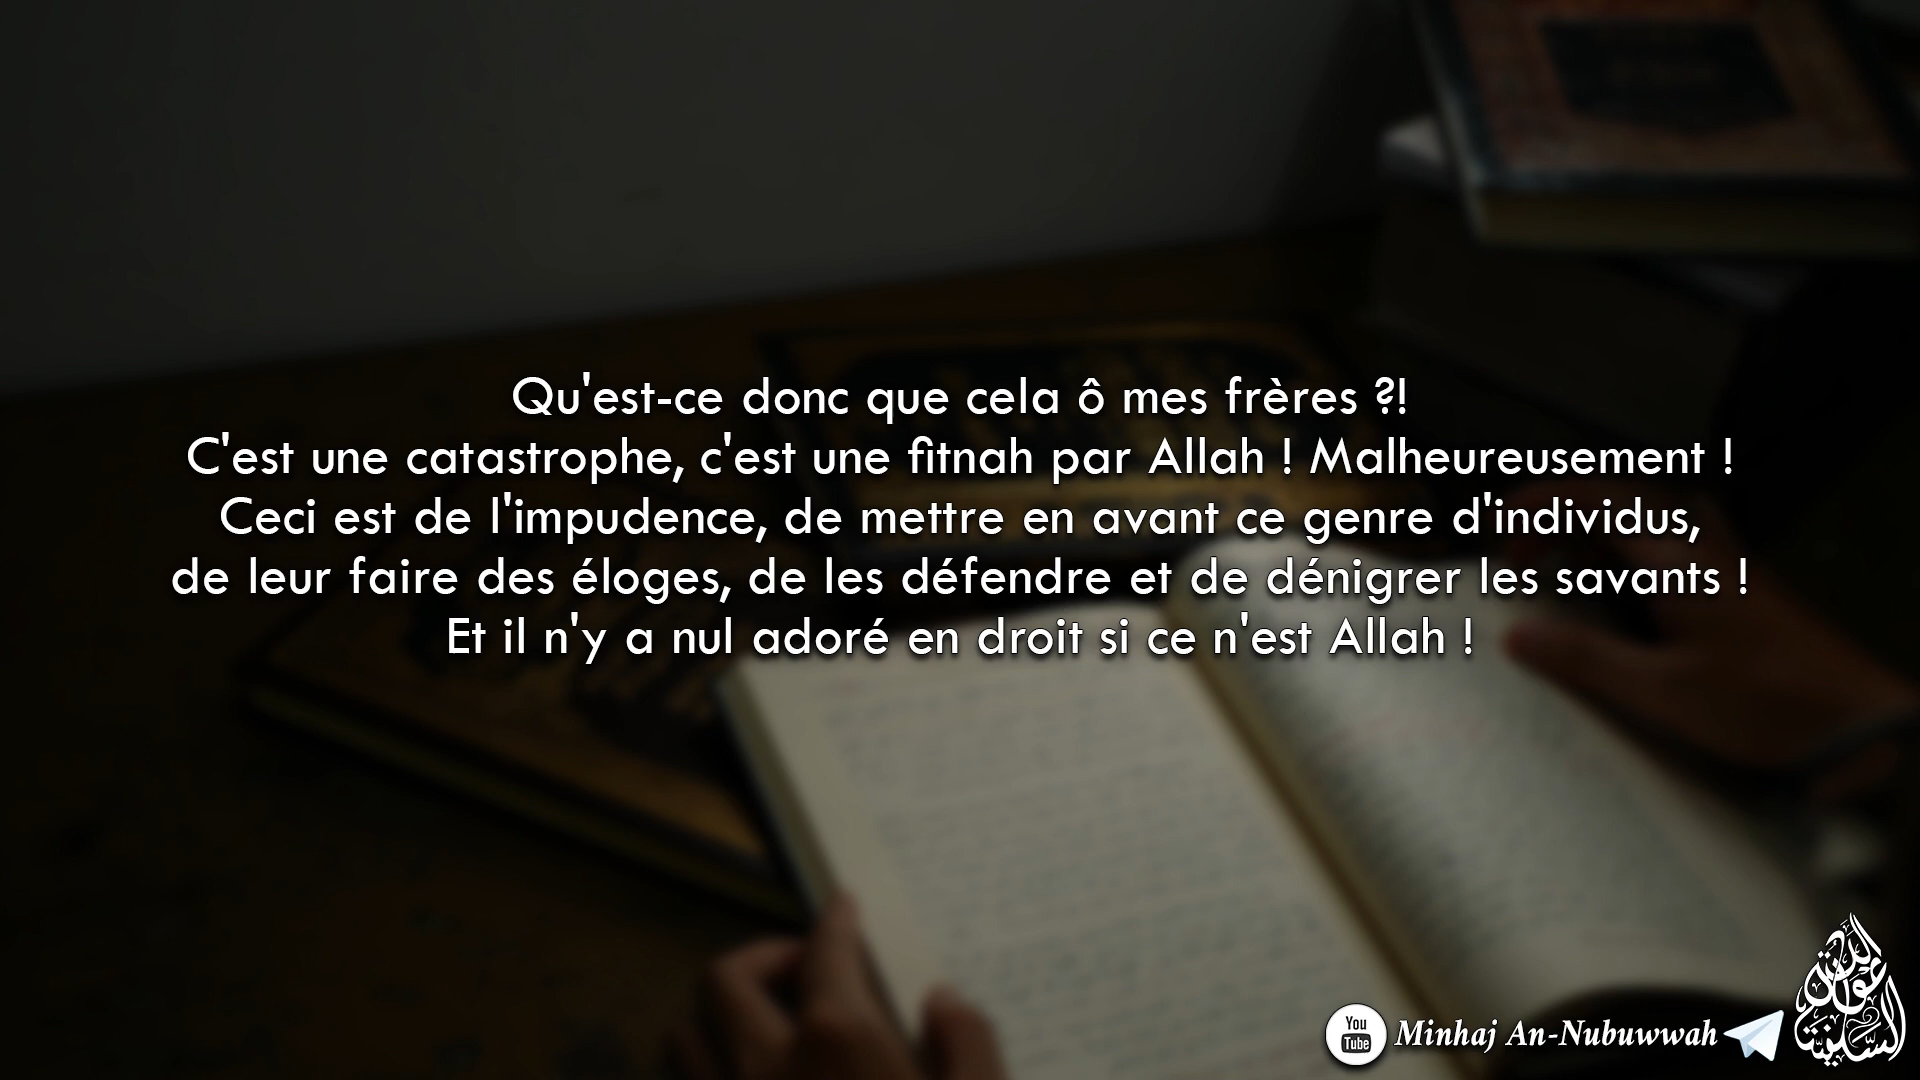 Qu'est-ce donc que cela ô mes frères ?!
C'est une catastrophe, c'est une fitnah par Allah ! Malheureusement !
Ceci est de l'impudence, de mettre en avant ce genre d'individus,
de leur faire des éloges, de les défendre et de dénigrer les savants !
Et il n'y a nul adoré en droit si ce n'est Allah !
You
Tube
Minhaj An-Nubuwwah